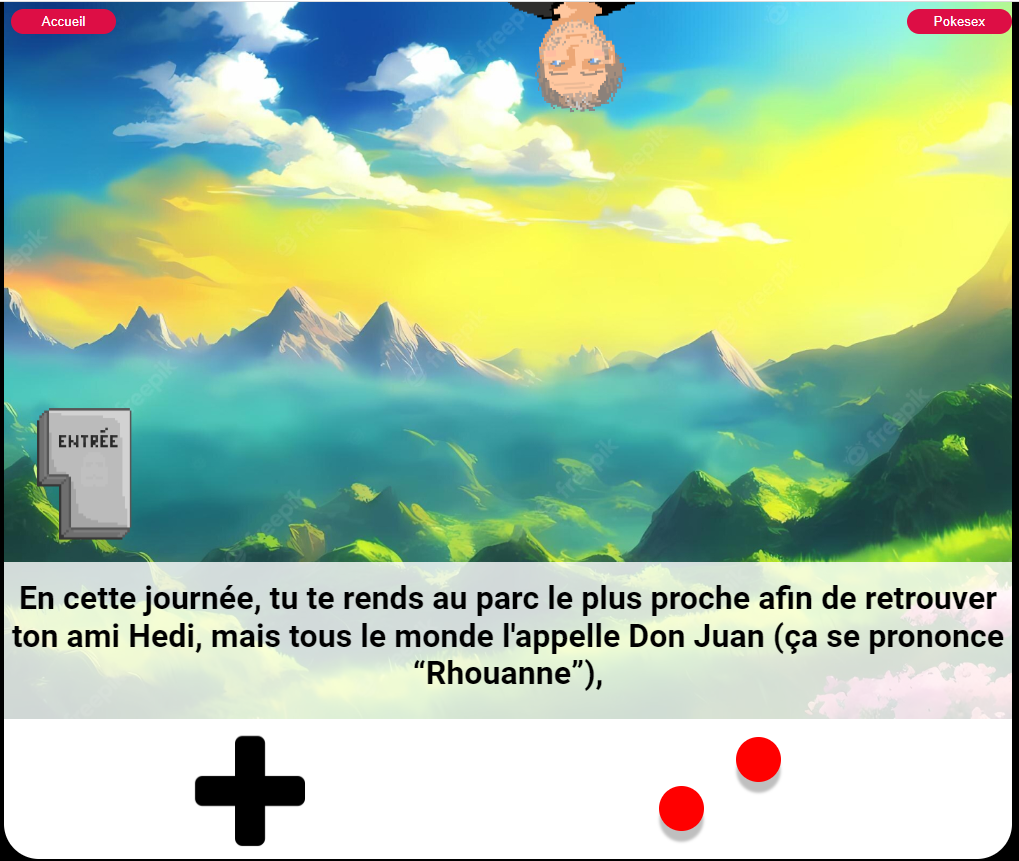 Accueil
Pokesex
ENTRÉE
En cette journée, tu te rends au parc le plus proche afin de retrouver
ton ami Hedi, mais tous le monde l'appelle Don Juan (ça se prononce
“Rhouanne”),
freepik